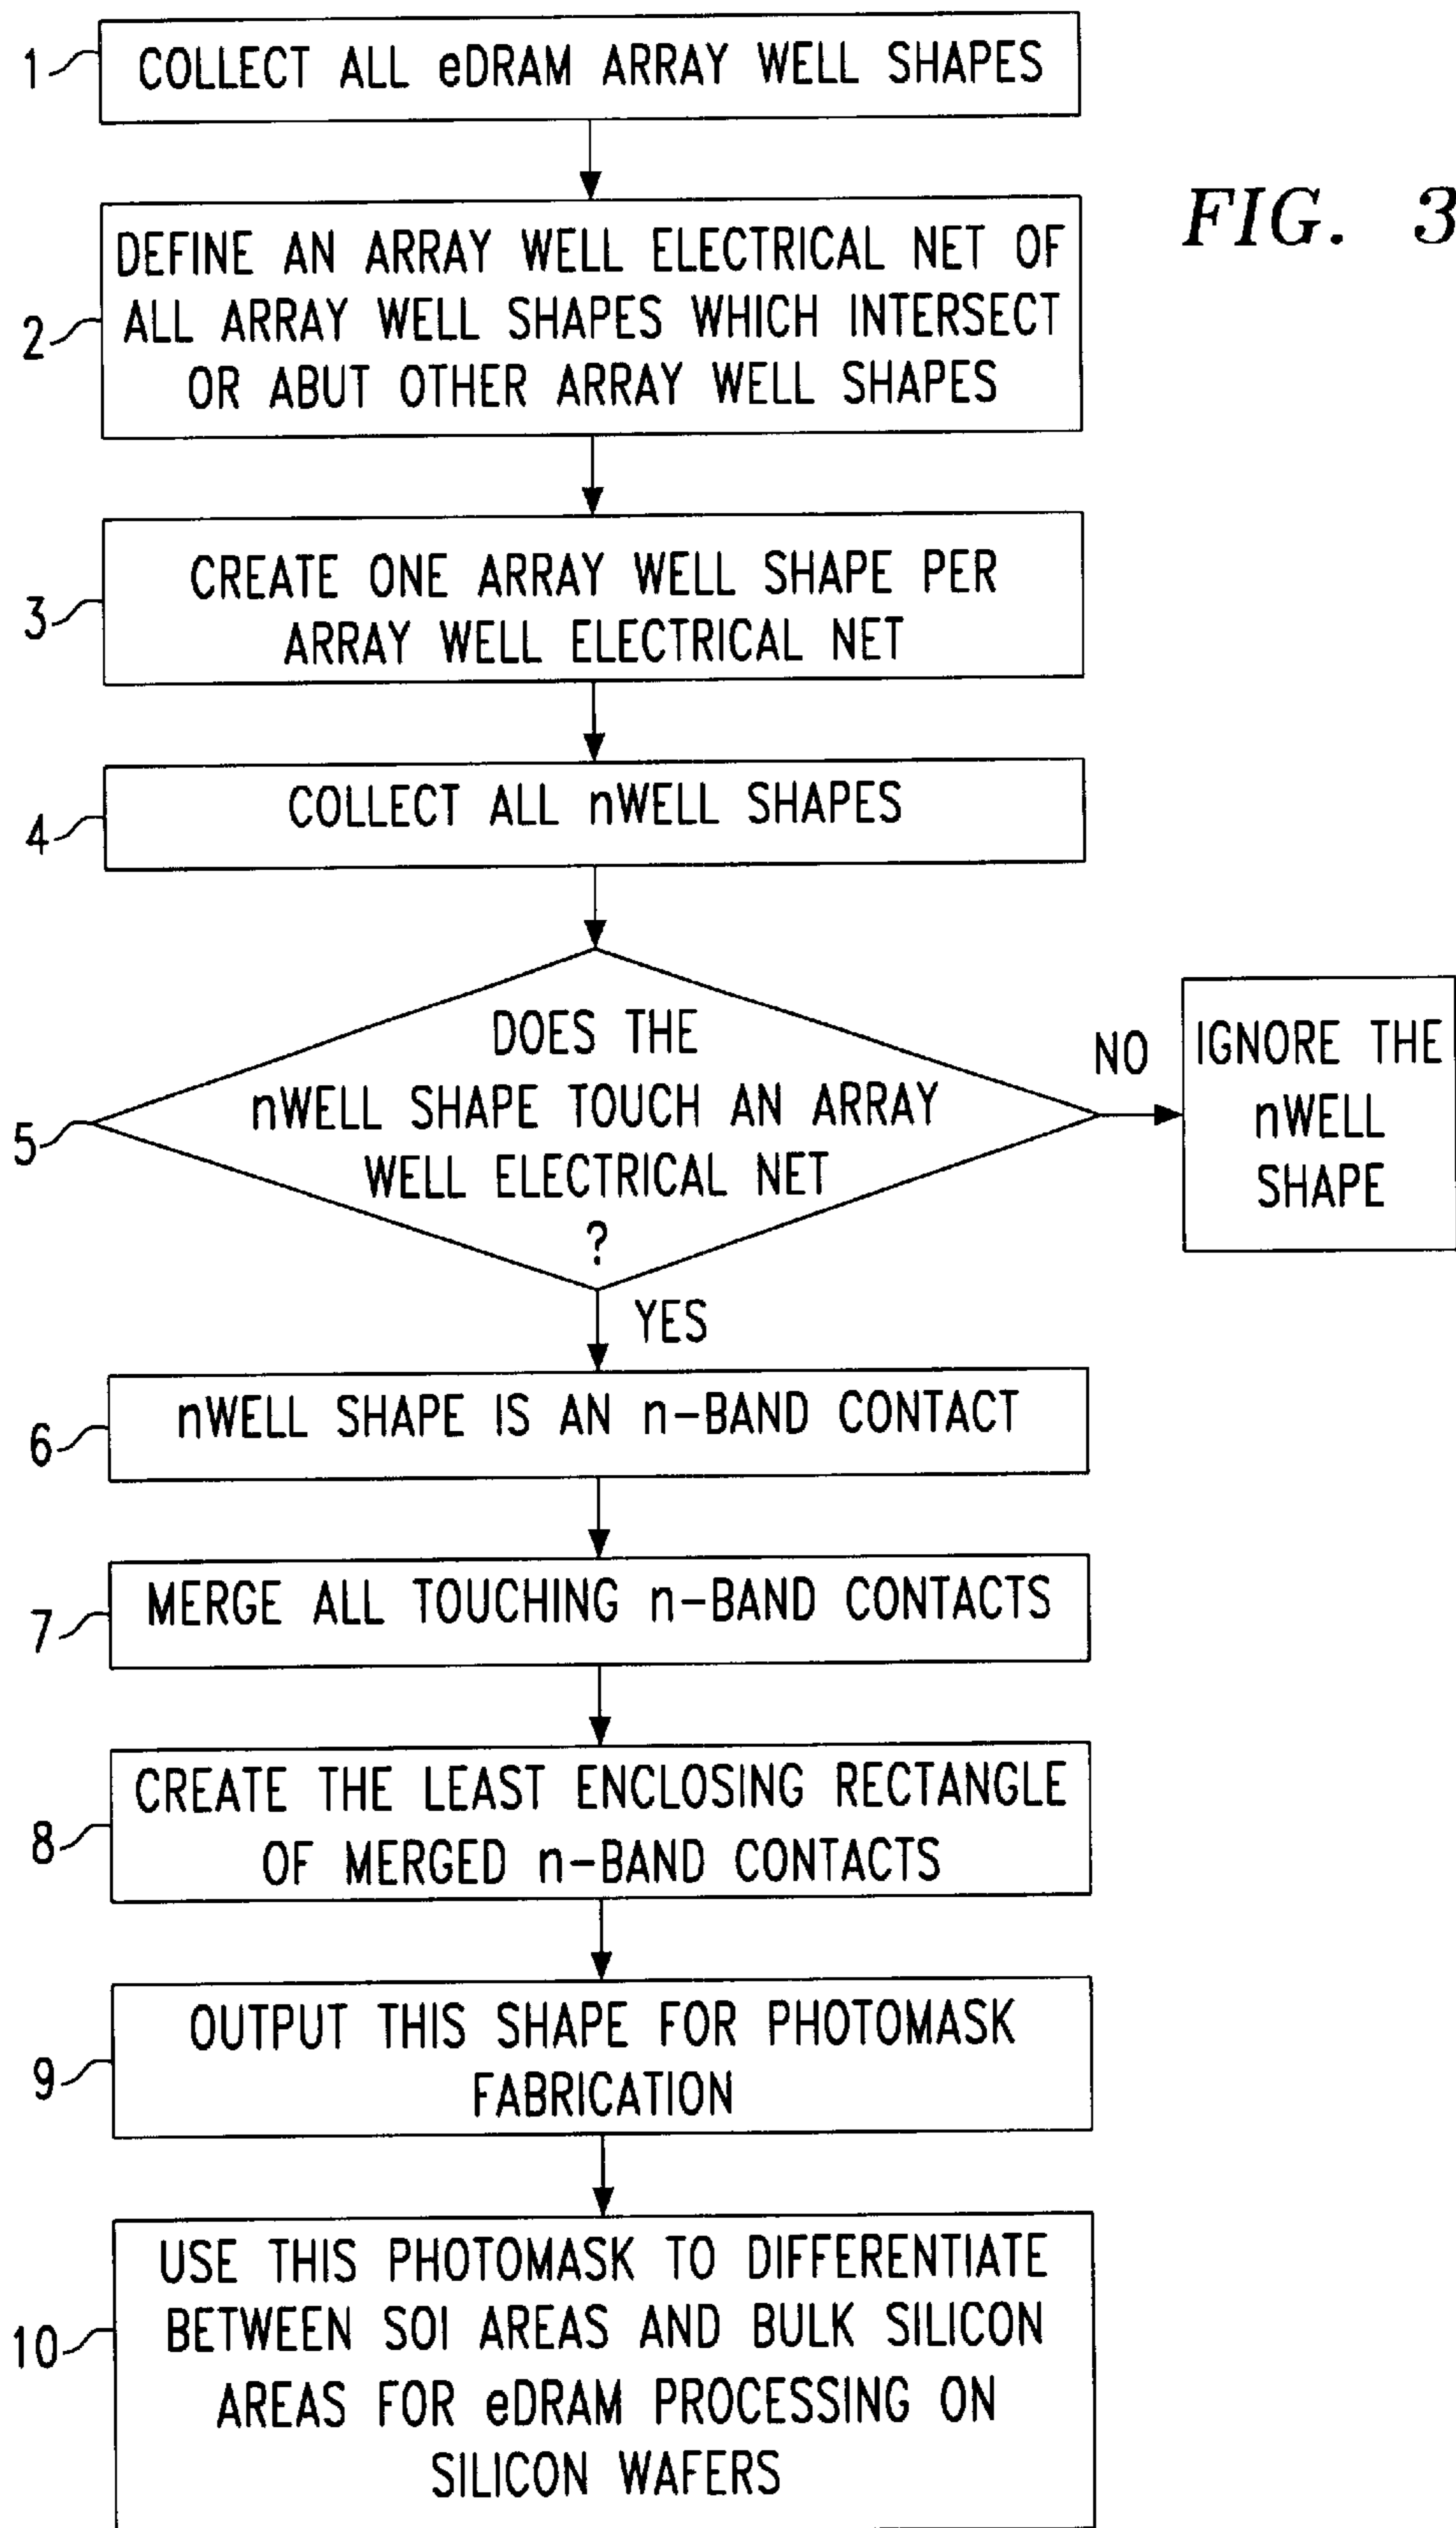 1 COLLECT ALL eDRAM ARRAY WELL SHAPES
FIG. 3
DEFINE AN ARRAY WELL ELECTRICAL NET OF
2 ALL ARRAY WELL SHAPES WHICH INTERSECT
OR ABUT OTHER ARRAY WELL SHAPES
CREATE ONE ARRAY WELL SHAPE PER
3 ARRAY WELL ELECTRICAL NET
4 COLLECT ALL nWELL SHAPES
DOES THE
nWELL SHAPE TOUCH AN ARRAY
5 WELL ELECTRICAL NET
?
NO
IGNORE THE
nWELL
SHAPE
YES
6 nWELL SHAPE IS AN n-BAND CONTACT
7 MERGE ALL TOUCHING n-BAND CONTACTS
CREATE THE LEAST ENCLOSING RECTANGLE
8 OF MERGED n-BAND CONTACTS
OUTPUT THIS SHAPE FOR PHOTOMASK
9 FABRICATION
USE THIS PHOTOMASK TO DIFFERENTIATE
10 BETWEEN SOI AREAS AND BULK SILICON
AREAS FOR eDRAM PROCESSING ON
SILICON WAFERS